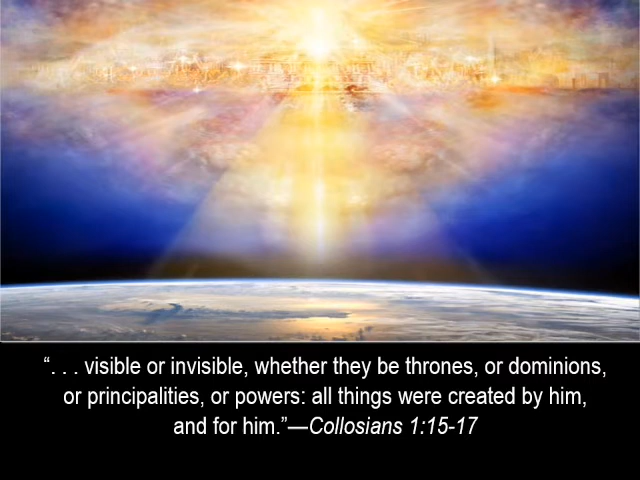 “. . . visible or invisible, whether they be thrones, or dominions,
or principalities, or powers: all things were created by him,
and for him.”—Collosians 1:15-17